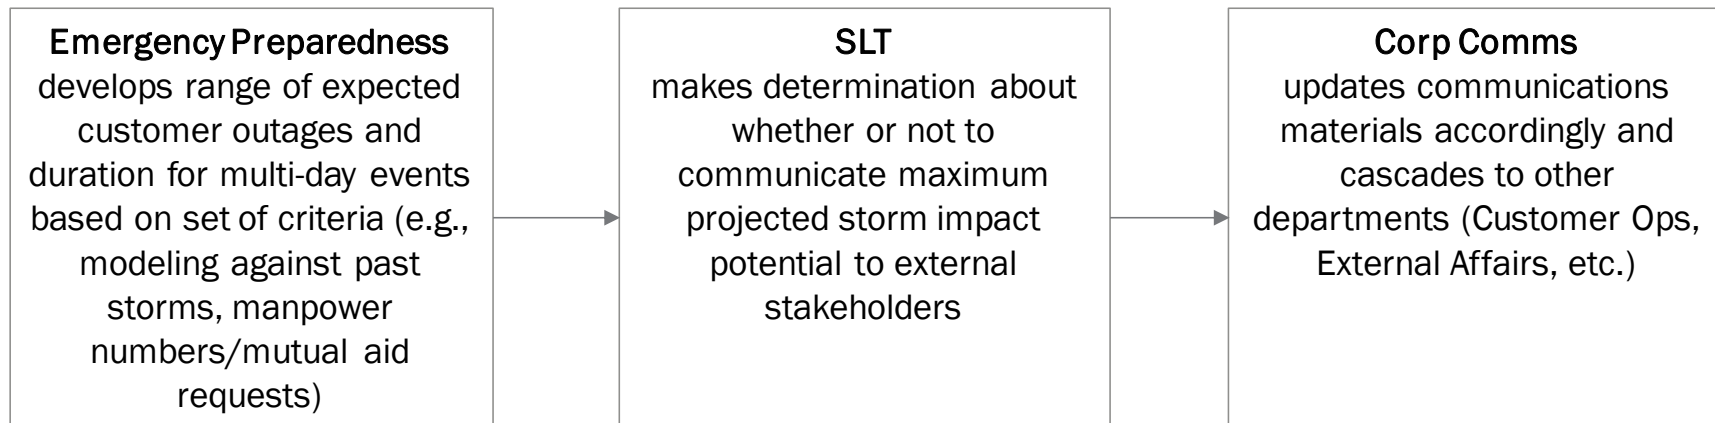 Emergency Preparedness
develops range of expected
customer outages and
duration for multi-day events
based on set of criteria (e.g.,
modeling against past
storms, manpower
numbers/mutual aid
requests)
SLT
makes determination about
whether or not to
communicate maximum
projected storm impact
potential to external
stakeholders
Corp Comms
updates communications
materials accordingly and
cascades to other
departments (Customer Ops,
External Affairs, etc.)